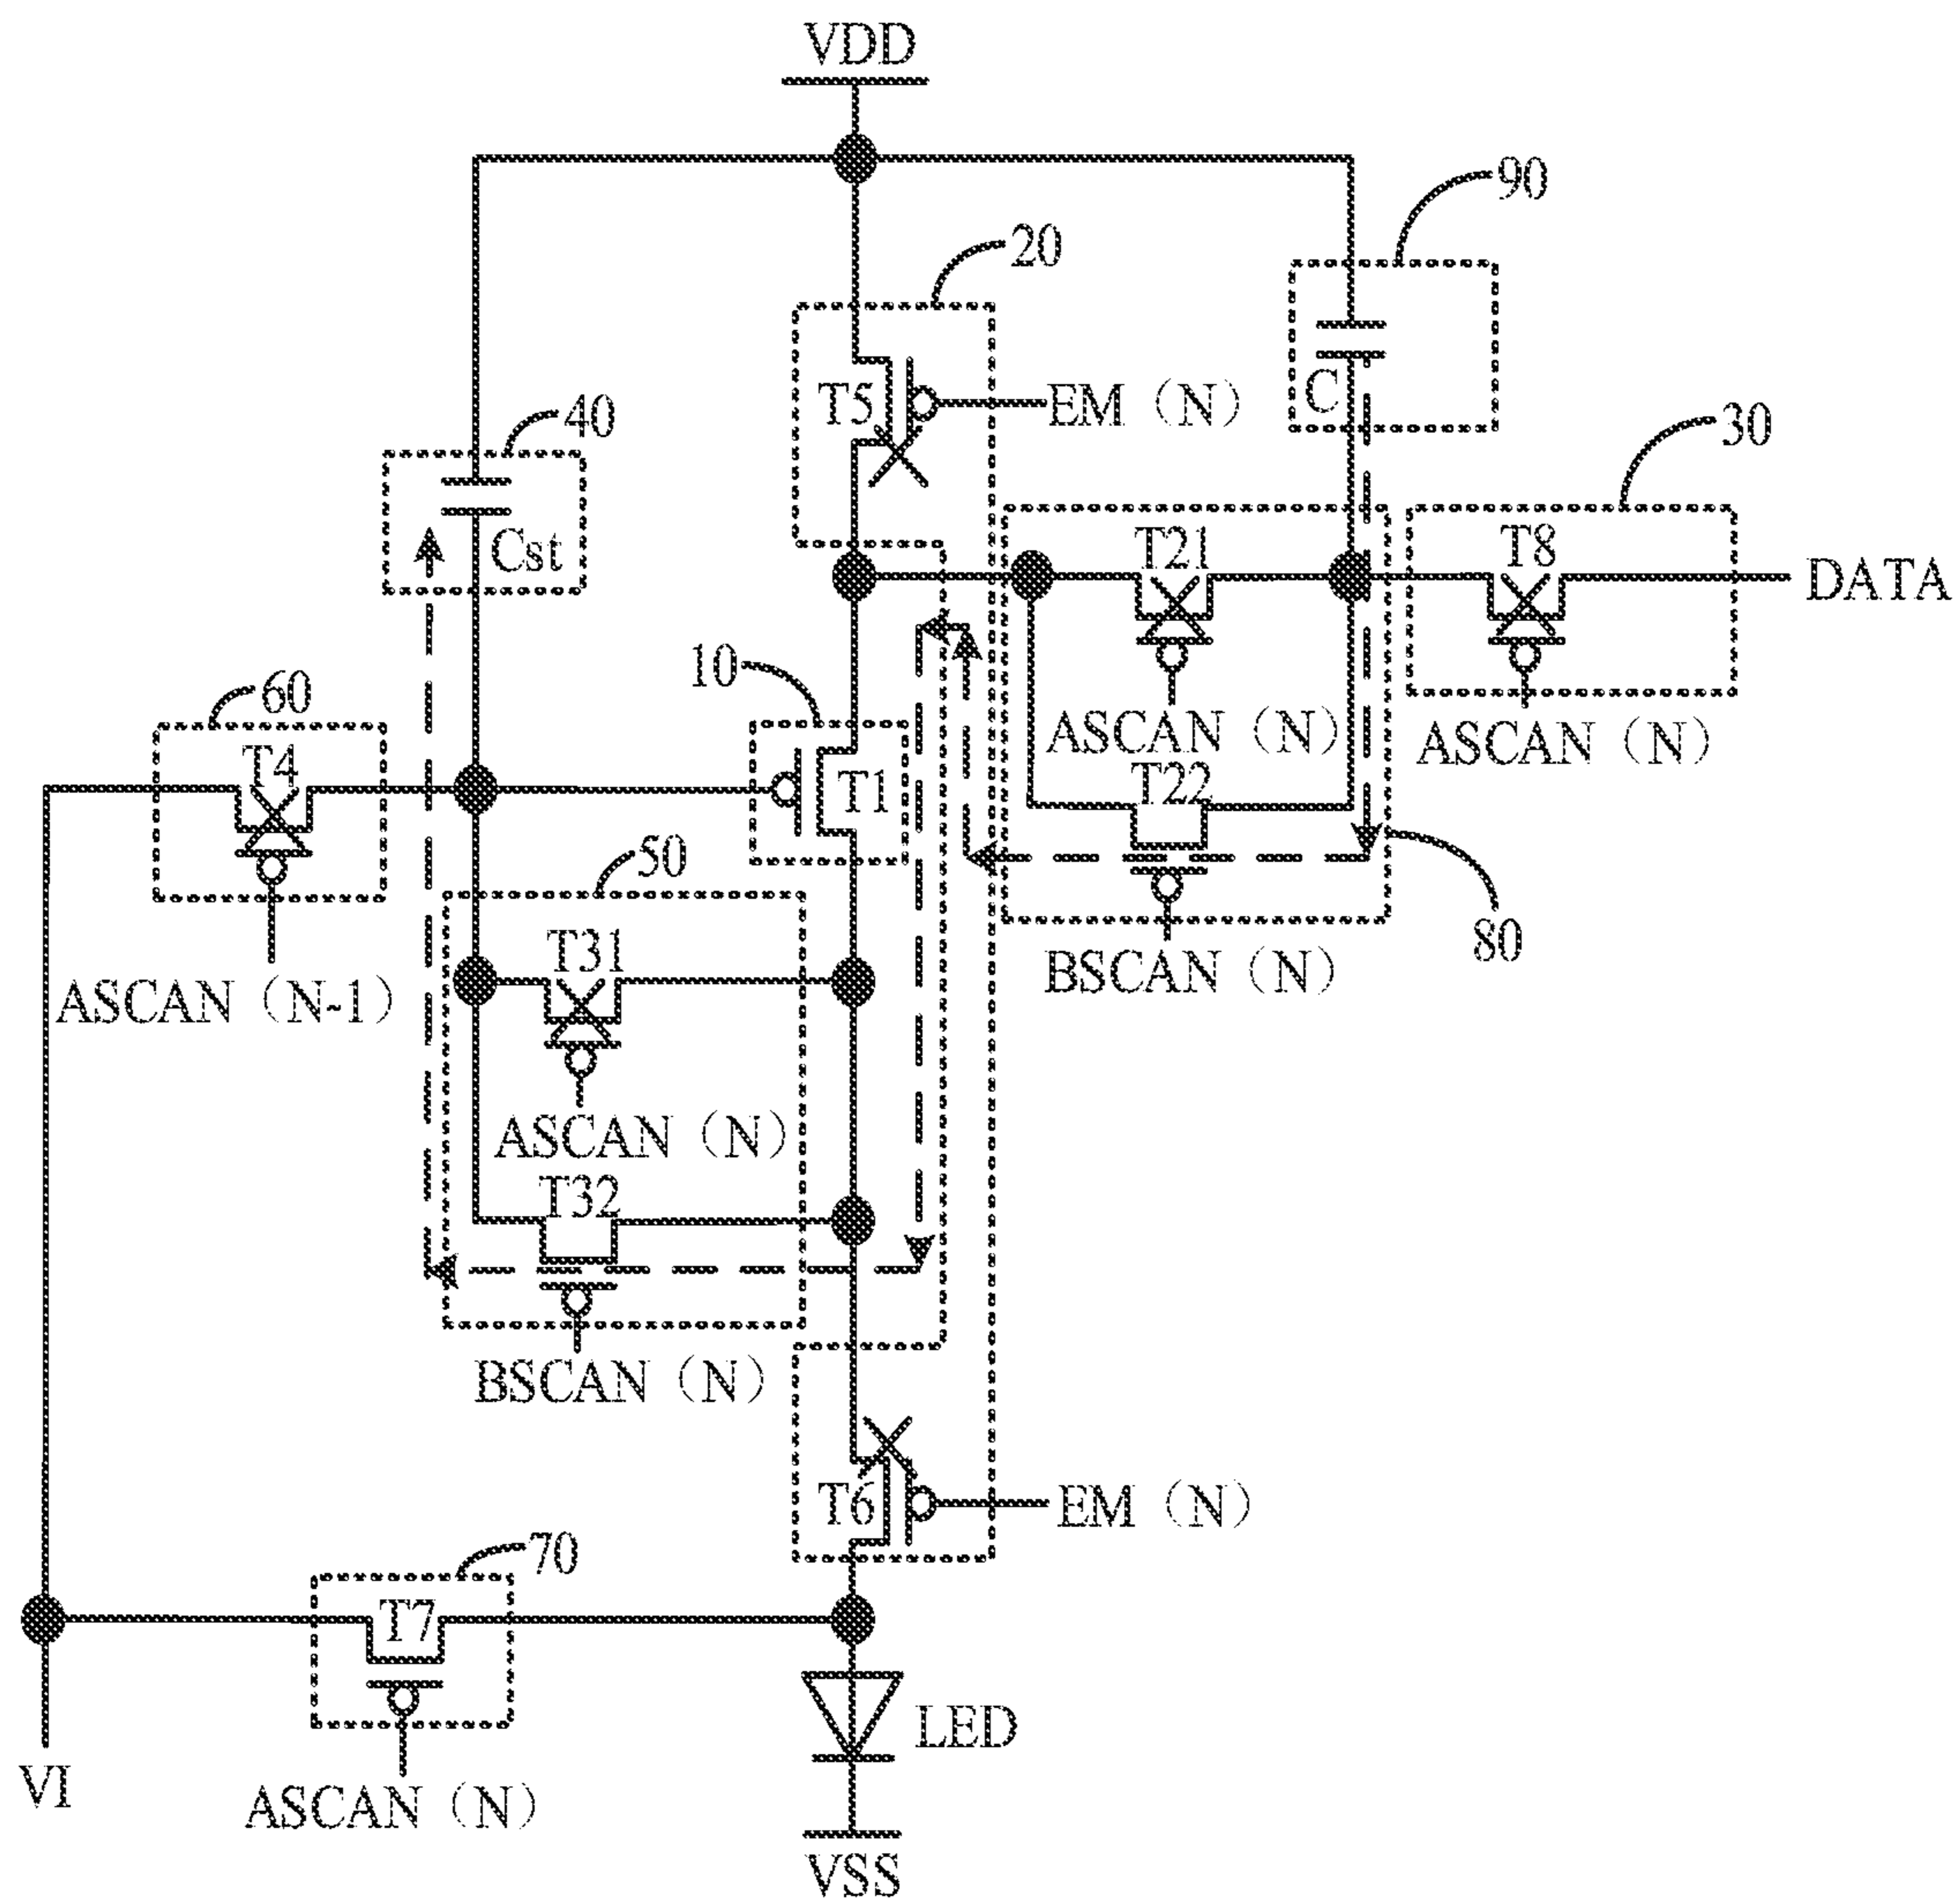 VDD
90
20
T5
EM (N)
C
40
30
Cst
T21
T8
DATA
10
60
ASCAN (N)
ASCAN (N)
T4
T1
T22
50
80
T31
BSCAN (N)
ASCAN (N-1)
ASCAN (N)
T32
BSCAN (N)
T6
EM (N)
70
T7
LED
VI
ASCAN (N)
VSS